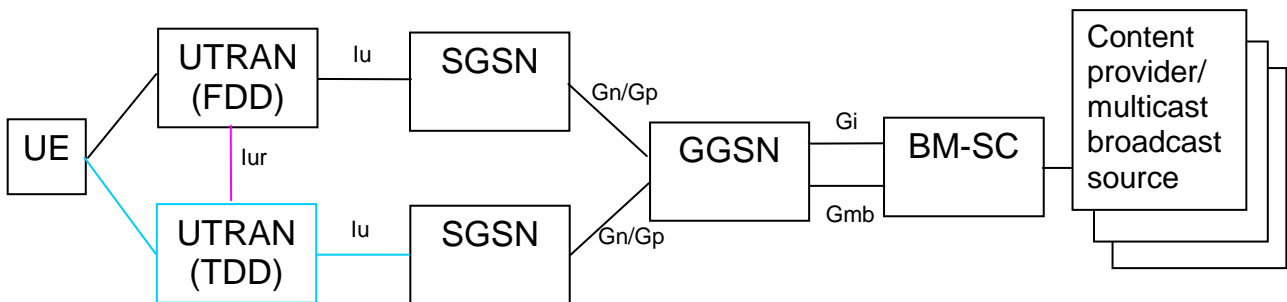 UE
UTRAN
(FDD)
Iur
UTRAN
(TDD)
Iu
Iu
SGSN
SGSN
Gn/Gp
Gn/Gp
GGSN
Gi
Gmb
BM-SC
Content
provider/
multicast
broadcast
source